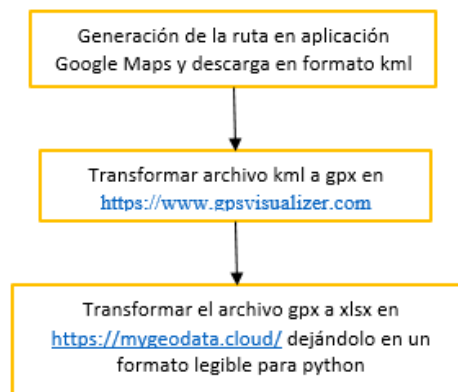 Generación de la ruta en aplicación
Google Maps y descarga en formato kml
Transformar archivo kml a gpx en
https://www.gpsvisualizer.com
Transformar el archivo gpx a xlsx en
https://mygeodata.cloud/ dejándolo en un
formato legible para python